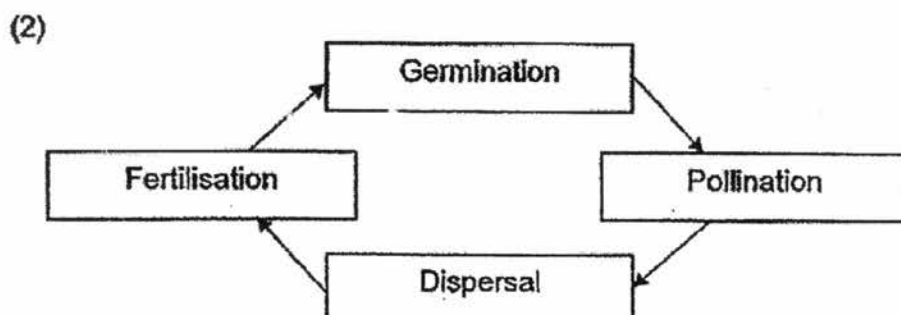 (2)
Germination
Fertilisation
Pollination
Dispersal